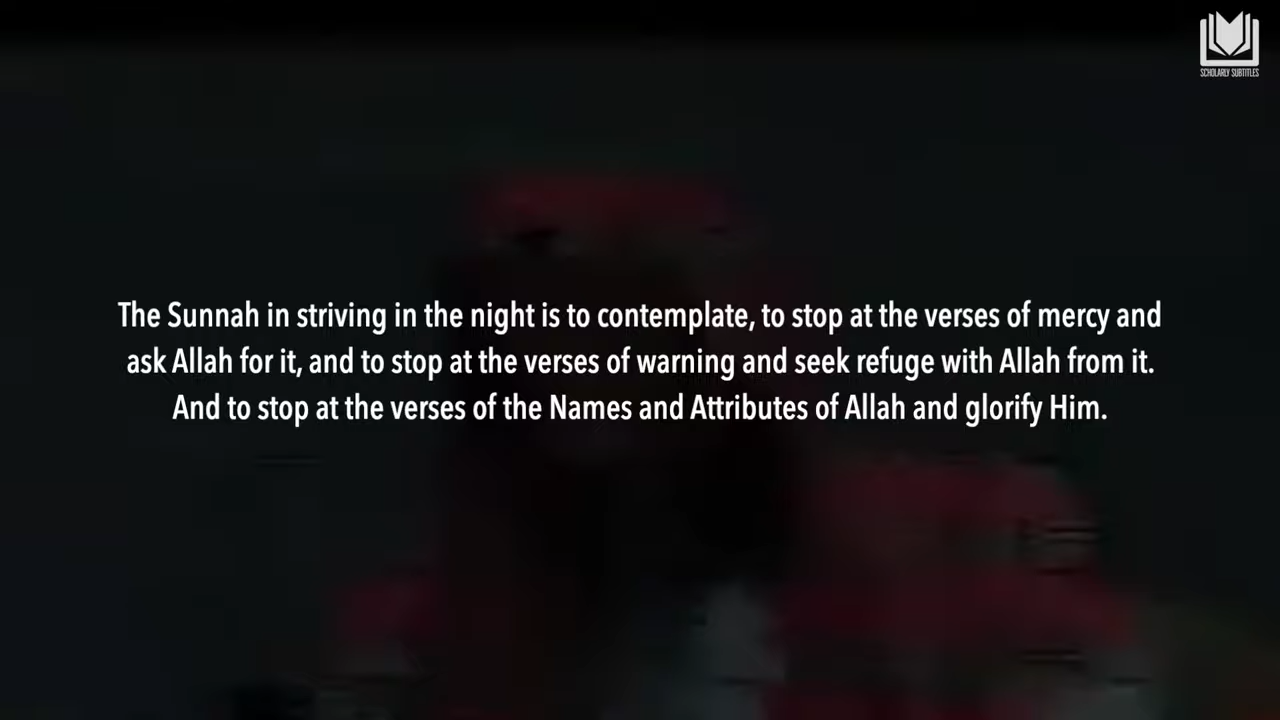 SCHOLARLY SUBTITLES
The Sunnah in striving in the night is to contemplate, to stop at the verses of mercy and
ask Allah for it, and to stop at the verses of warning and seek refuge with Allah from it.
And to stop at the verses of the Names and Attributes of Allah and glorify Him.